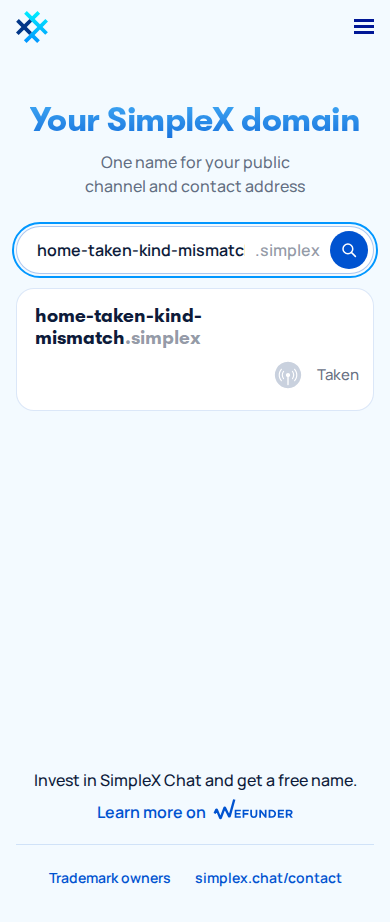 Your SimpleX domain
One name for your public
channel and contact address
home-taken-kind-mismatc .simplex
home-taken-kind-
mismatch.simplex
Taken
Invest in SimpleX Chat and get a free name.
Learn more on WEFUNDER
Trademark owners simplex.chat/contact